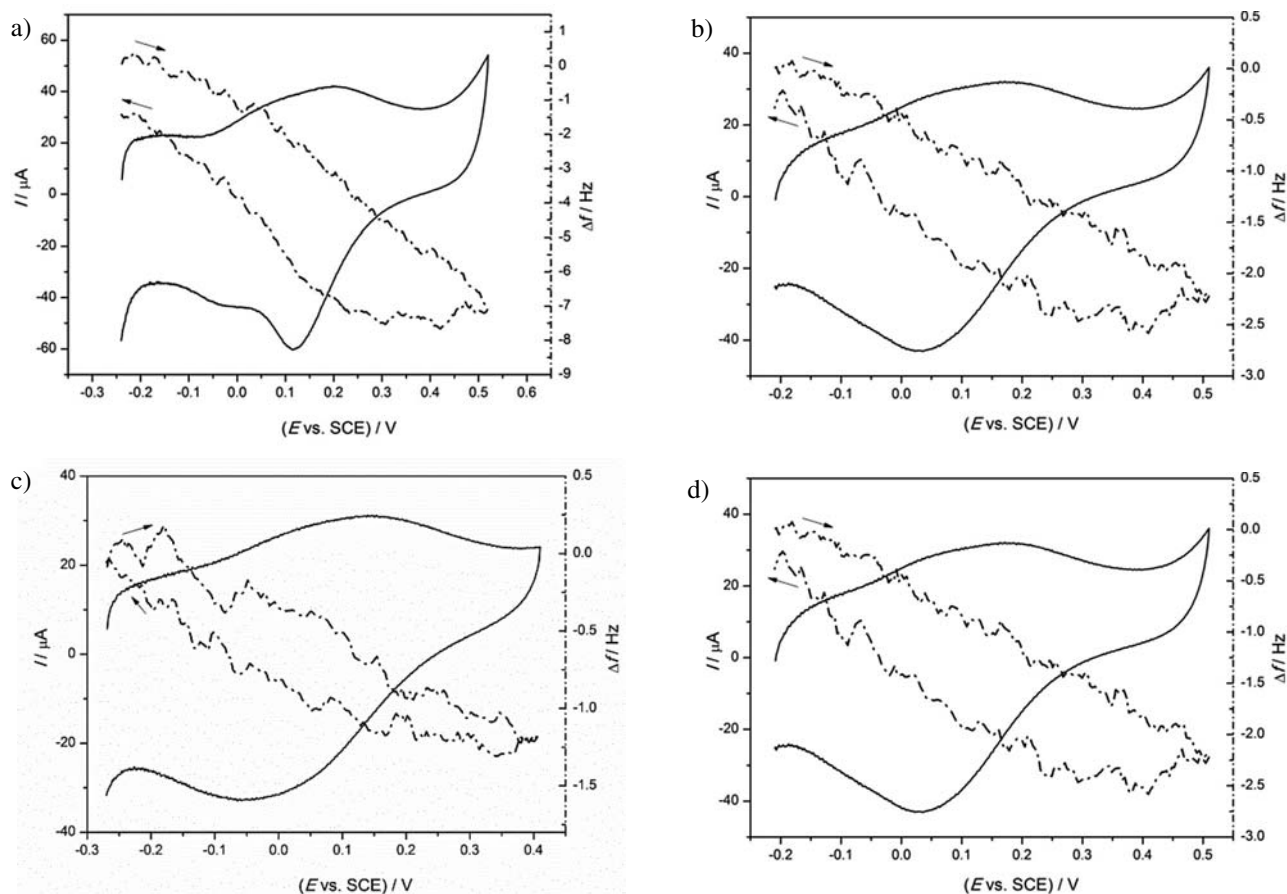 a)
60
40
20
0
-20
-40
-60
I / μA
1
0
-1
-2
-3
-4
-5
-6
-7
-8
-9
Δf / Hz
-0.3 -0.2 -0.1 0.0 0.1 0.2 0.3 0.4 0.5 0.6
(E vs. SCE) / V
b)
40
20
0
-20
-40
I / μA
0.5
0.0
-0.5
-1.0
-1.5
-2.0
-2.5
-3.0
Δf / Hz
-0.2 -0.1 0.0 0.1 0.2 0.3 0.4 0.5
(E vs. SCE) / V
c)
40
20
0
-20
-40
I / μA
0.5
0.0
-0.5
-1.0
-1.5
Δf / Hz
-0.3 -0.2 -0.1 0.0 0.1 0.2 0.3 0.4
(E vs. SCE) / V
d)
40
20
0
-20
-40
I / μA
0.5
0.0
-0.5
-1.0
-1.5
-2.0
-2.5
-3.0
Δf / Hz
-0.2 -0.1 0.0 0.1 0.2 0.3 0.4 0.5
(E vs. SCE) / V